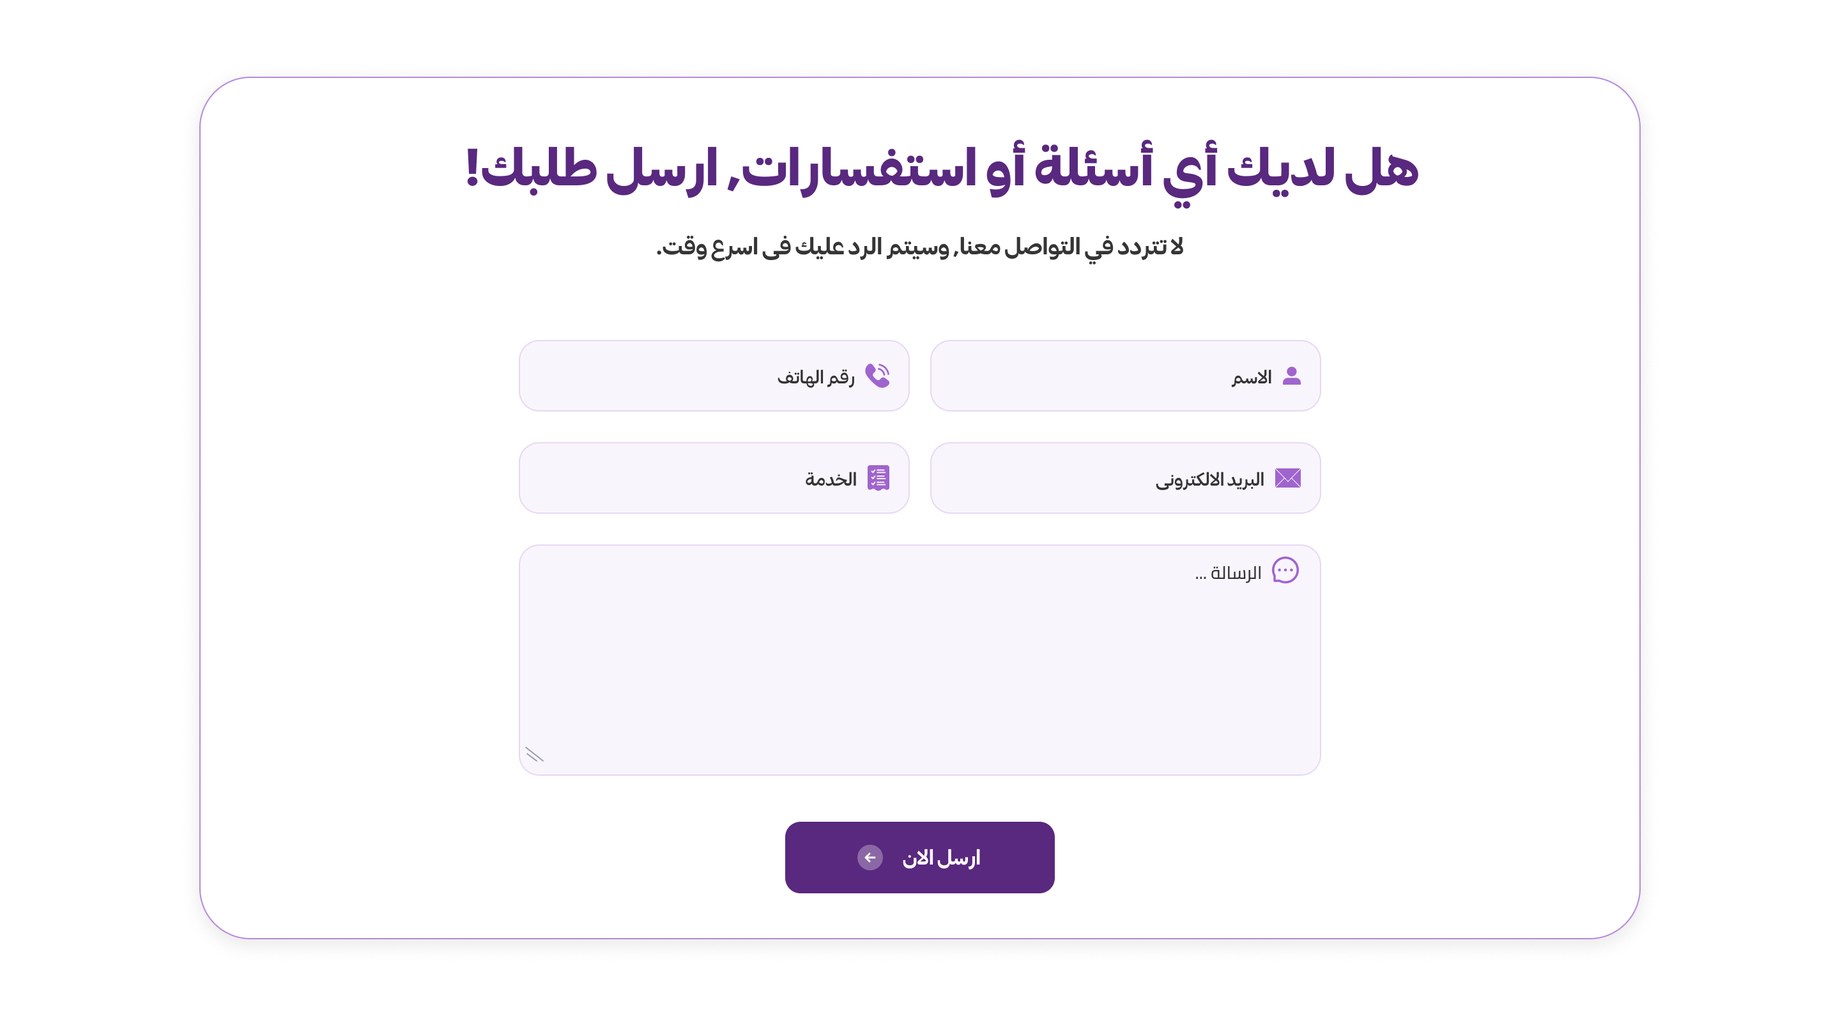 هل لديك أي أسئلة أو استفسارات, ارسل طلبك!
لا تتردد في التواصل معنا, وسيتم الرد عليك فى اسرع وقت.
الاسم
رقم الهاتف
البريد الالكترونى
الخدمة
الرسالة ...
ارسل الان